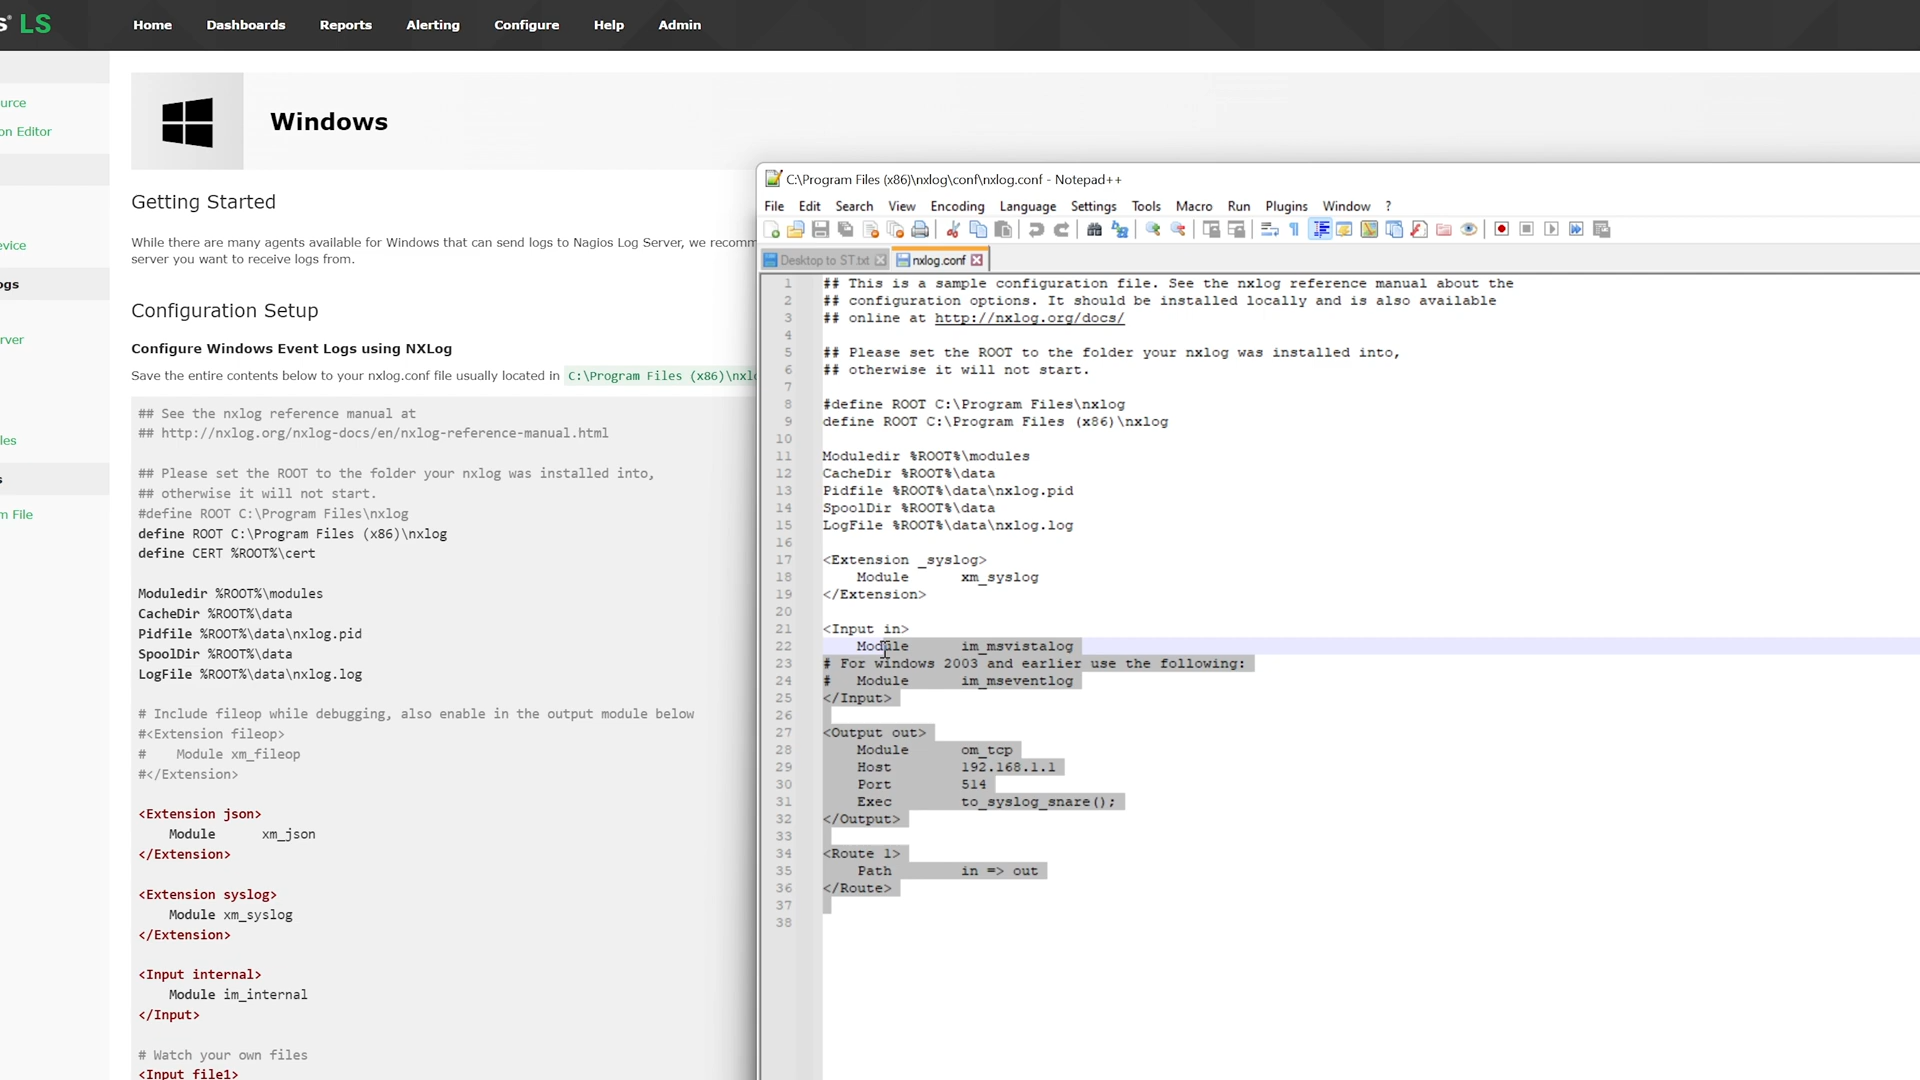 LS
Home
Dashboards
Reports
Alerting
Configure
Help
Admin
urce
on Editor
evice
gs
rver
les
s
m File
Windows
Getting Started
While there are many agents available for Windows that can send logs to Nagios Log Server, we recomm
server you want to receive logs from.
Configuration Setup
Configure Windows Event Logs using NXLog
Save the entire contents below to your nxlog.conf file usually located in C:\Program Files (x86)\nxlo
## See the nxlog reference manual at
## http://nxlog.org/nxlog-docs/en/nxlog-reference-manual.html
## Please set the ROOT to the folder your nxlog was installed into,
## otherwise it will not start.
#define ROOT C:\Program Files\nxlog
define ROOT C:\Program Files (x86)\nxlog
define CERT %ROOT%\cert
Moduledir %ROOT%\modules
CacheDir %ROOT%\data
Pidfile %ROOT%\data\nxlog.pid
SpoolDir %ROOT%\data
LogFile %ROOT%\data\nxlog.log
# Include fileop while debugging, also enable in the output module below
#<Extension fileop>
#    Module xm_fileop
#</Extension>
<Extension json>
    Module      xm_json
</Extension>
<Extension syslog>
    Module xm_syslog
</Extension>
<Input internal>
    Module im_internal
</Input>
# Watch your own files
<Input file1>
C:\Program Files (x86)\nxlog\conf\nxlog.conf - Notepad++
File Edit Search View Encoding Language Settings Tools Macro Run Plugins Window ?
Desktop to ST.txt
nxlog.conf
1 ## This is a sample configuration file. See the nxlog reference manual about the
2 ## configuration options. It should be installed locally and is also available
3 ## online at http://nxlog.org/docs/
4
5 ## Please set the ROOT to the folder your nxlog was installed into,
6 ## otherwise it will not start.
7
8 #define ROOT C:\Program Files\nxlog
9 define ROOT C:\Program Files (x86)\nxlog
10
11 Moduledir %ROOT%\modules
12 CacheDir %ROOT%\data
13 Pidfile %ROOT%\data\nxlog.pid
14 SpoolDir %ROOT%\data
15 LogFile %ROOT%\data\nxlog.log
16
17 <Extension _syslog>
18     Module      xm_syslog
19 </Extension>
20
21 <Input in>
22     Module      im_msvistalog
23 # For windows 2003 and earlier use the following:
24 #   Module      im_mseventlog
25 </Input>
26
27 <Output out>
28     Module      om_tcp
29     Host        192.168.1.1
30     Port        514
31     Exec        to_syslog_snare();
32 </Output>
33
34 <Route 1>
35     Path        in => out
36 </Route>
37
38